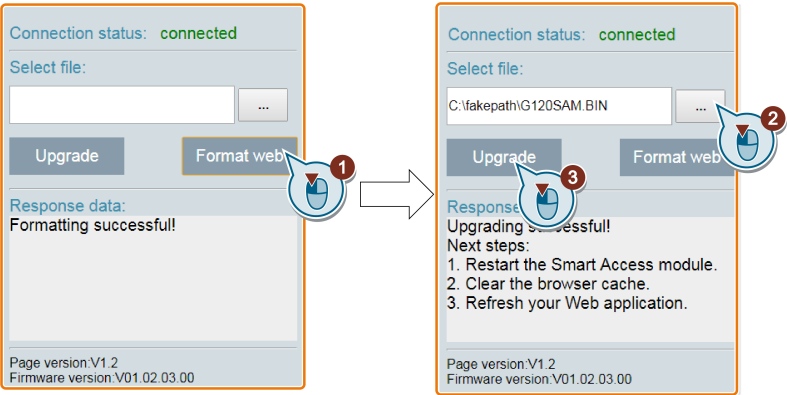 Connection status: connected
Select file:
...
Upgrade Format web
1
Response data:
Formatting successful!
Page version:V1.2
Firmware version:V01.02.03.00
Connection status: connected
Select file:
C:\fakepath\G120SAM.BIN ...
2
Upgrade Format web
3
Response
Upgrading successful!
Next steps:
1. Restart the Smart Access module.
2. Clear the browser cache.
3. Refresh your Web application.
Page version:V1.2
Firmware version:V01.02.03.00